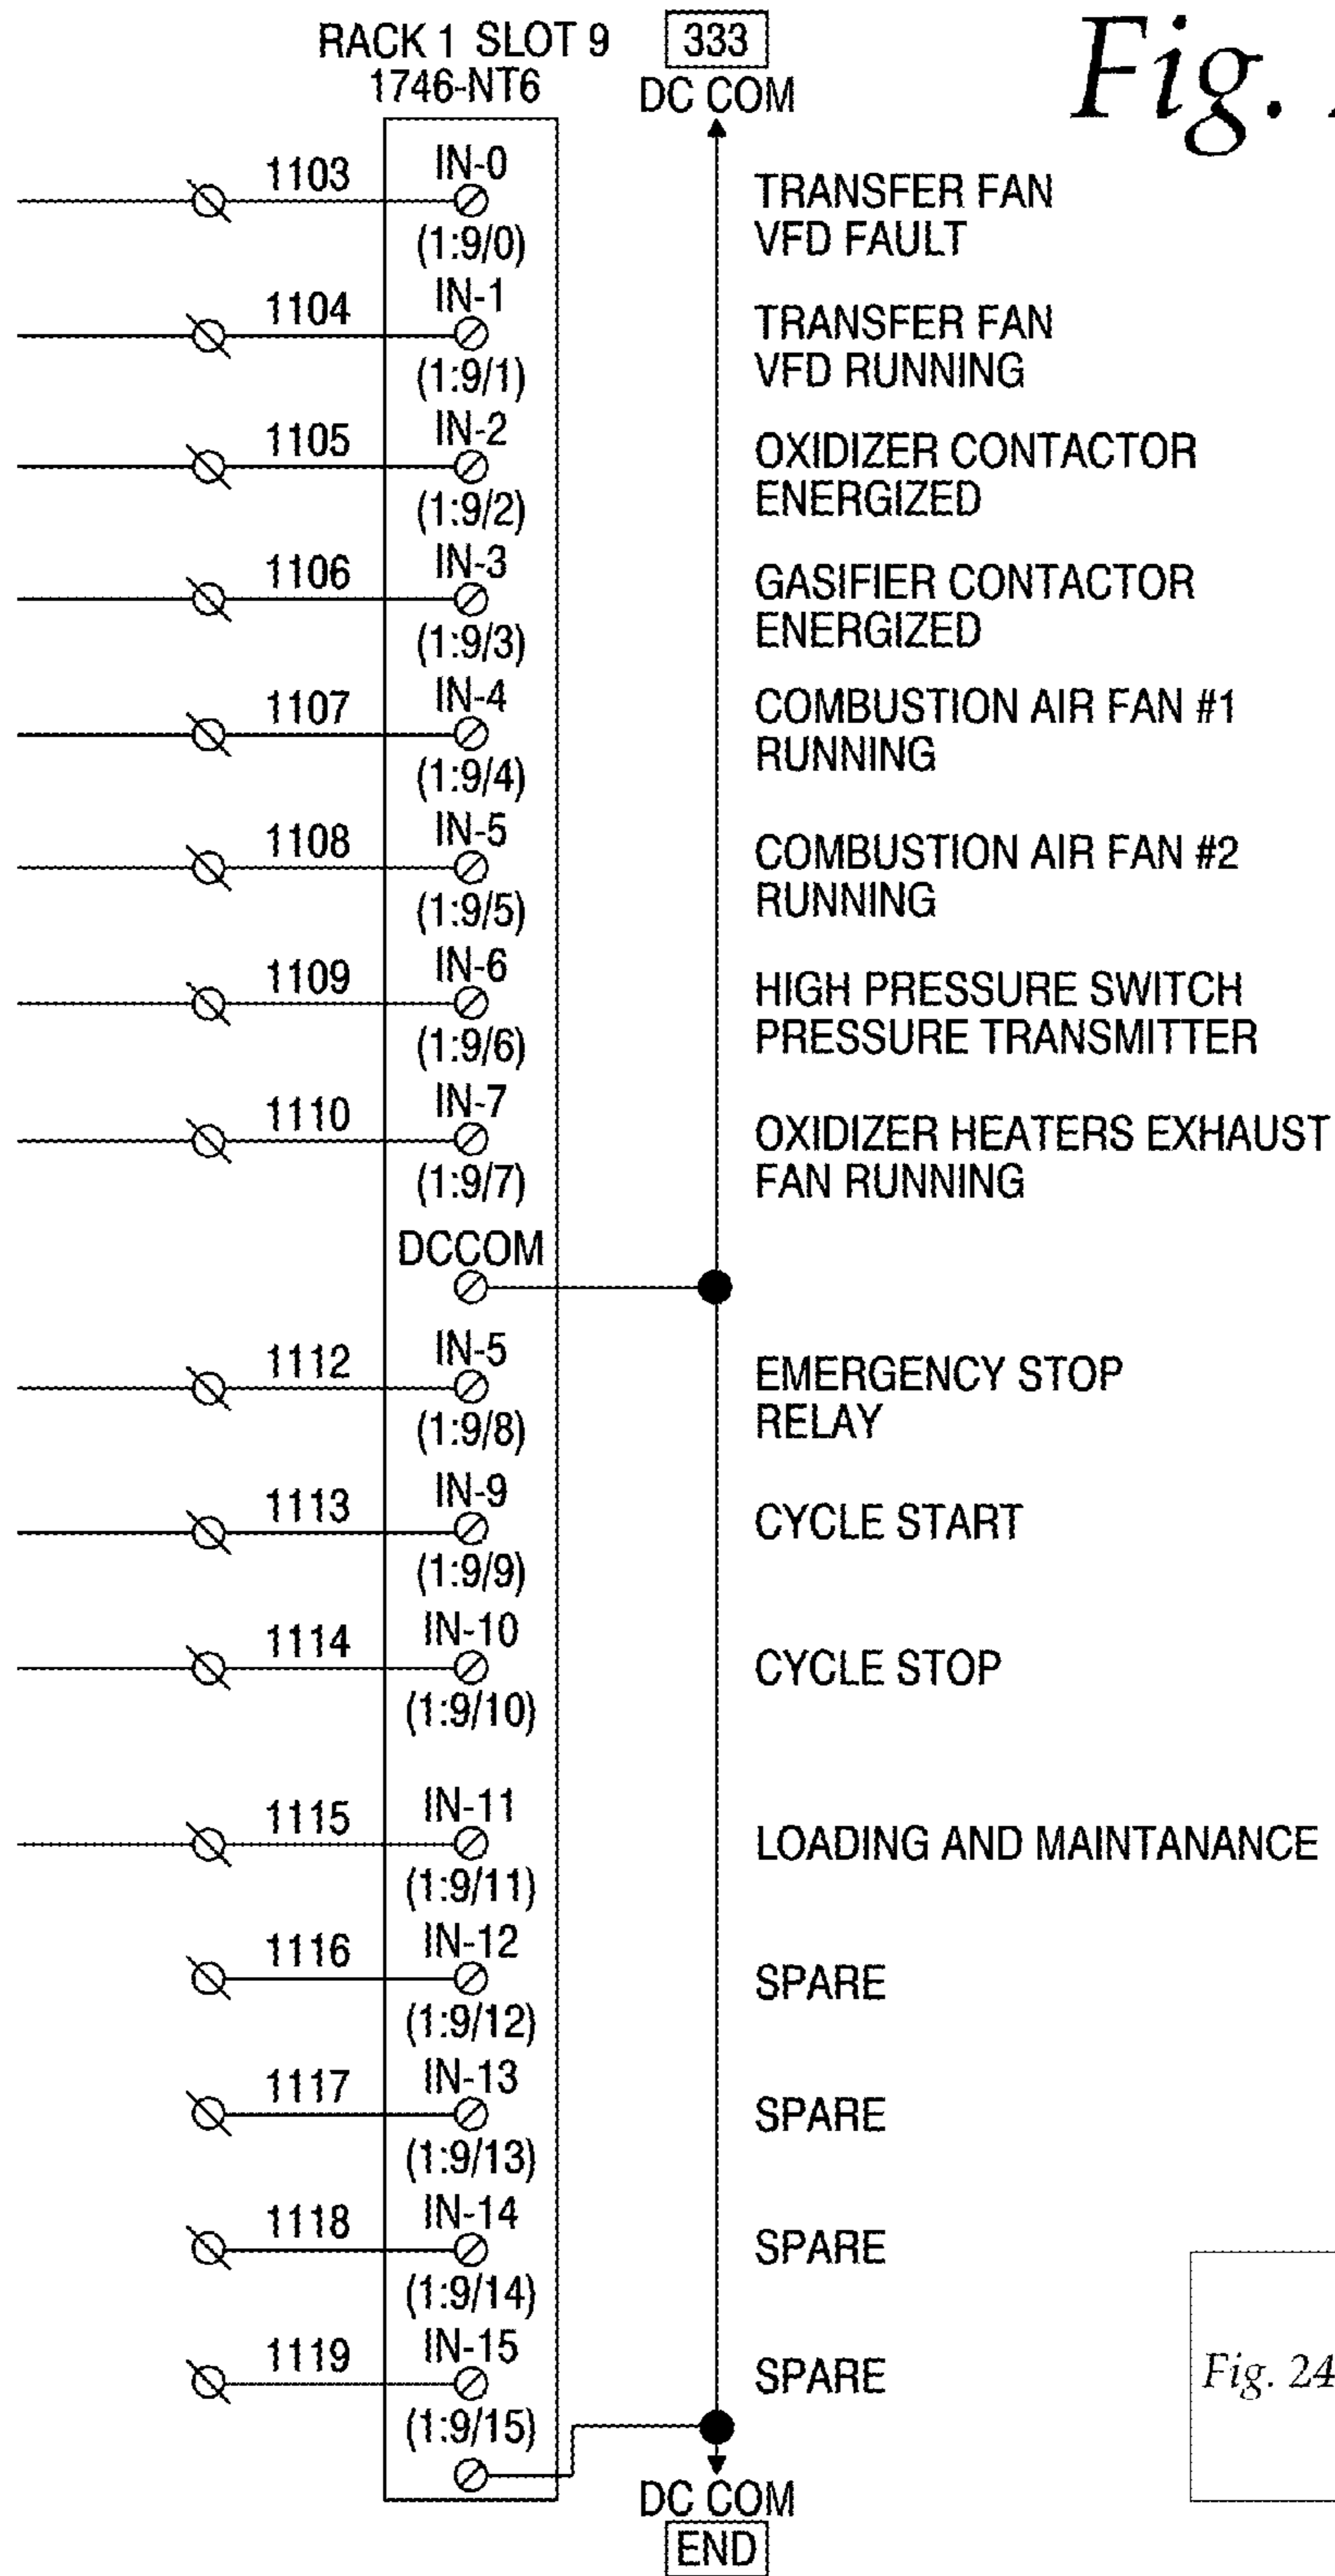 RACK 1 SLOT 9
1746-NT6
333
DC COM
Fig.
1103
IN-0
(1:9/0)
TRANSFER FAN
VFD FAULT
1104
IN-1
(1:9/1)
TRANSFER FAN
VFD RUNNING
1105
IN-2
(1:9/2)
OXIDIZER CONTACTOR
ENERGIZED
1106
IN-3
(1:9/3)
GASIFIER CONTACTOR
ENERGIZED
1107
IN-4
(1:9/4)
COMBUSTION AIR FAN #1
RUNNING
1108
IN-5
(1:9/5)
COMBUSTION AIR FAN #2
RUNNING
1109
IN-6
(1:9/6)
HIGH PRESSURE SWITCH
PRESSURE TRANSMITTER
1110
IN-7
(1:9/7)
OXIDIZER HEATERS EXHAUST
FAN RUNNING
DCCOM
1112
IN-5
(1:9/8)
EMERGENCY STOP
RELAY
1113
IN-9
(1:9/9)
CYCLE START
1114
IN-10
(1:9/10)
CYCLE STOP
1115
IN-11
(1:9/11)
LOADING AND MAINTANANCE
1116
IN-12
(1:9/12)
SPARE
1117
IN-13
(1:9/13)
SPARE
1118
IN-14
(1:9/14)
SPARE
1119
IN-15
(1:9/15)
SPARE
Fig. 24
DC COM
END